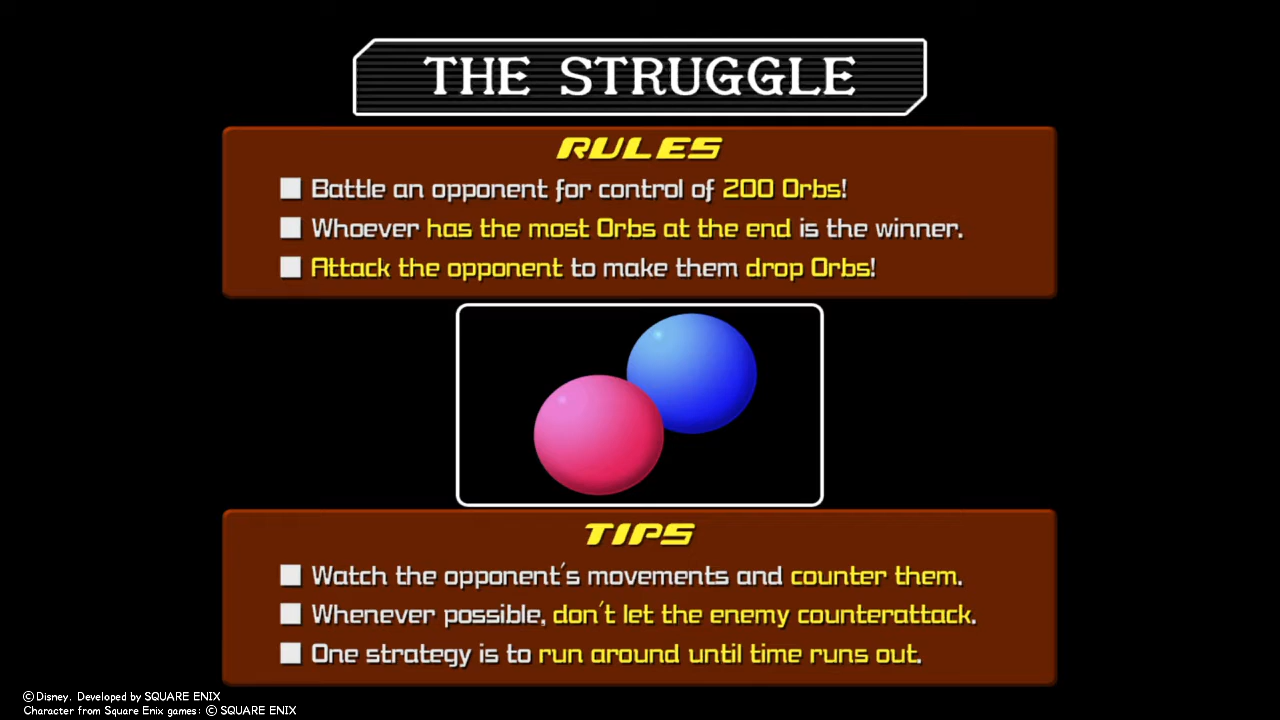 THE STRUGGLE
RULES
Battle an opponent for control of 200 Orbs!
Whoever has the most Orbs at the end is the winner.
Attack the opponent to make them drop Orbs!
TIPS
Watch the opponent's movements and counter them.
Whenever possible, don't let the enemy counterattack.
One strategy is to run around until time runs out.
© Disney. Developed by SQUARE ENIX
Character from Square Enix games: © SQUARE ENIX